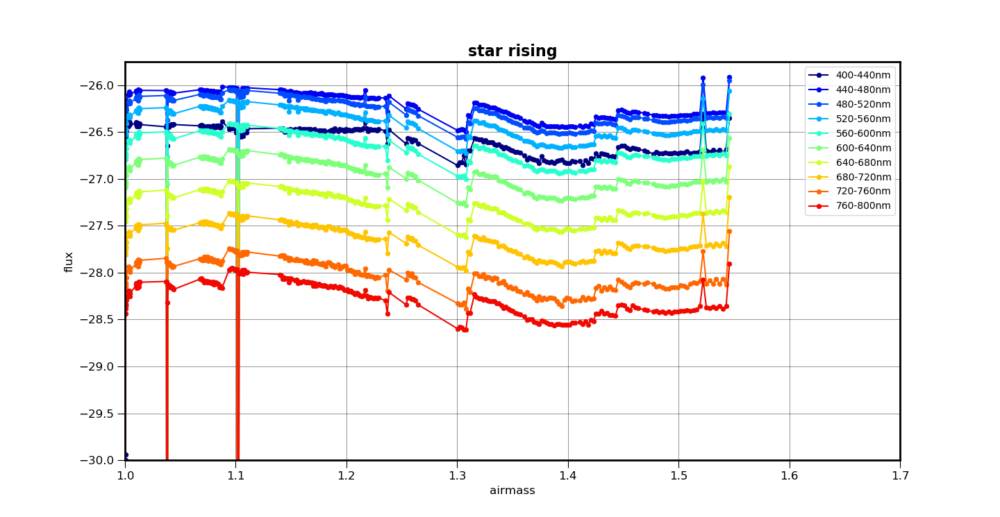 star rising
flux
−26.0
−26.5
−27.0
−27.5
−28.0
−28.5
−29.0
−29.5
−30.0
400-440nm
440-480nm
480-520nm
520-560nm
560-600nm
600-640nm
640-680nm
680-720nm
720-760nm
760-800nm
1.0 1.1 1.2 1.3 1.4 1.5 1.6 1.7
airmass